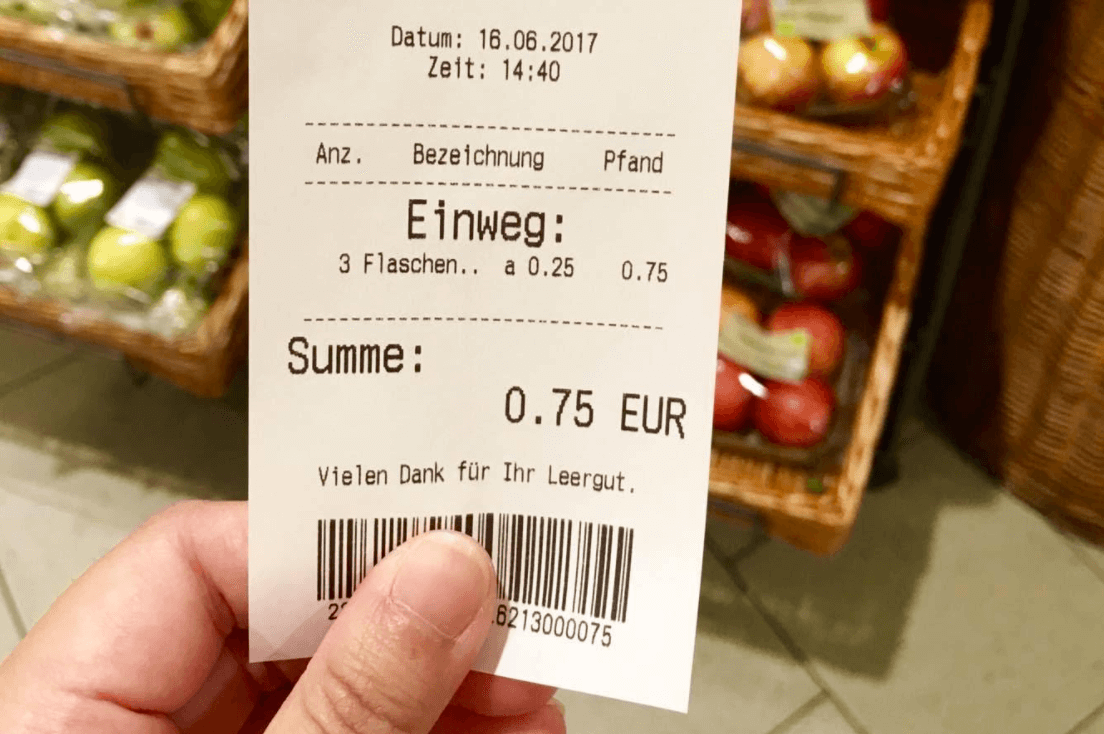 Datum: 16.06.2017
Zeit: 14:40
Anz. Bezeichnung Pfand
Einweg:
3 Flaschen.. a 0.25 0.75
Summe:
0.75 EUR
Vielen Dank für Ihr Leergut.
6213000075